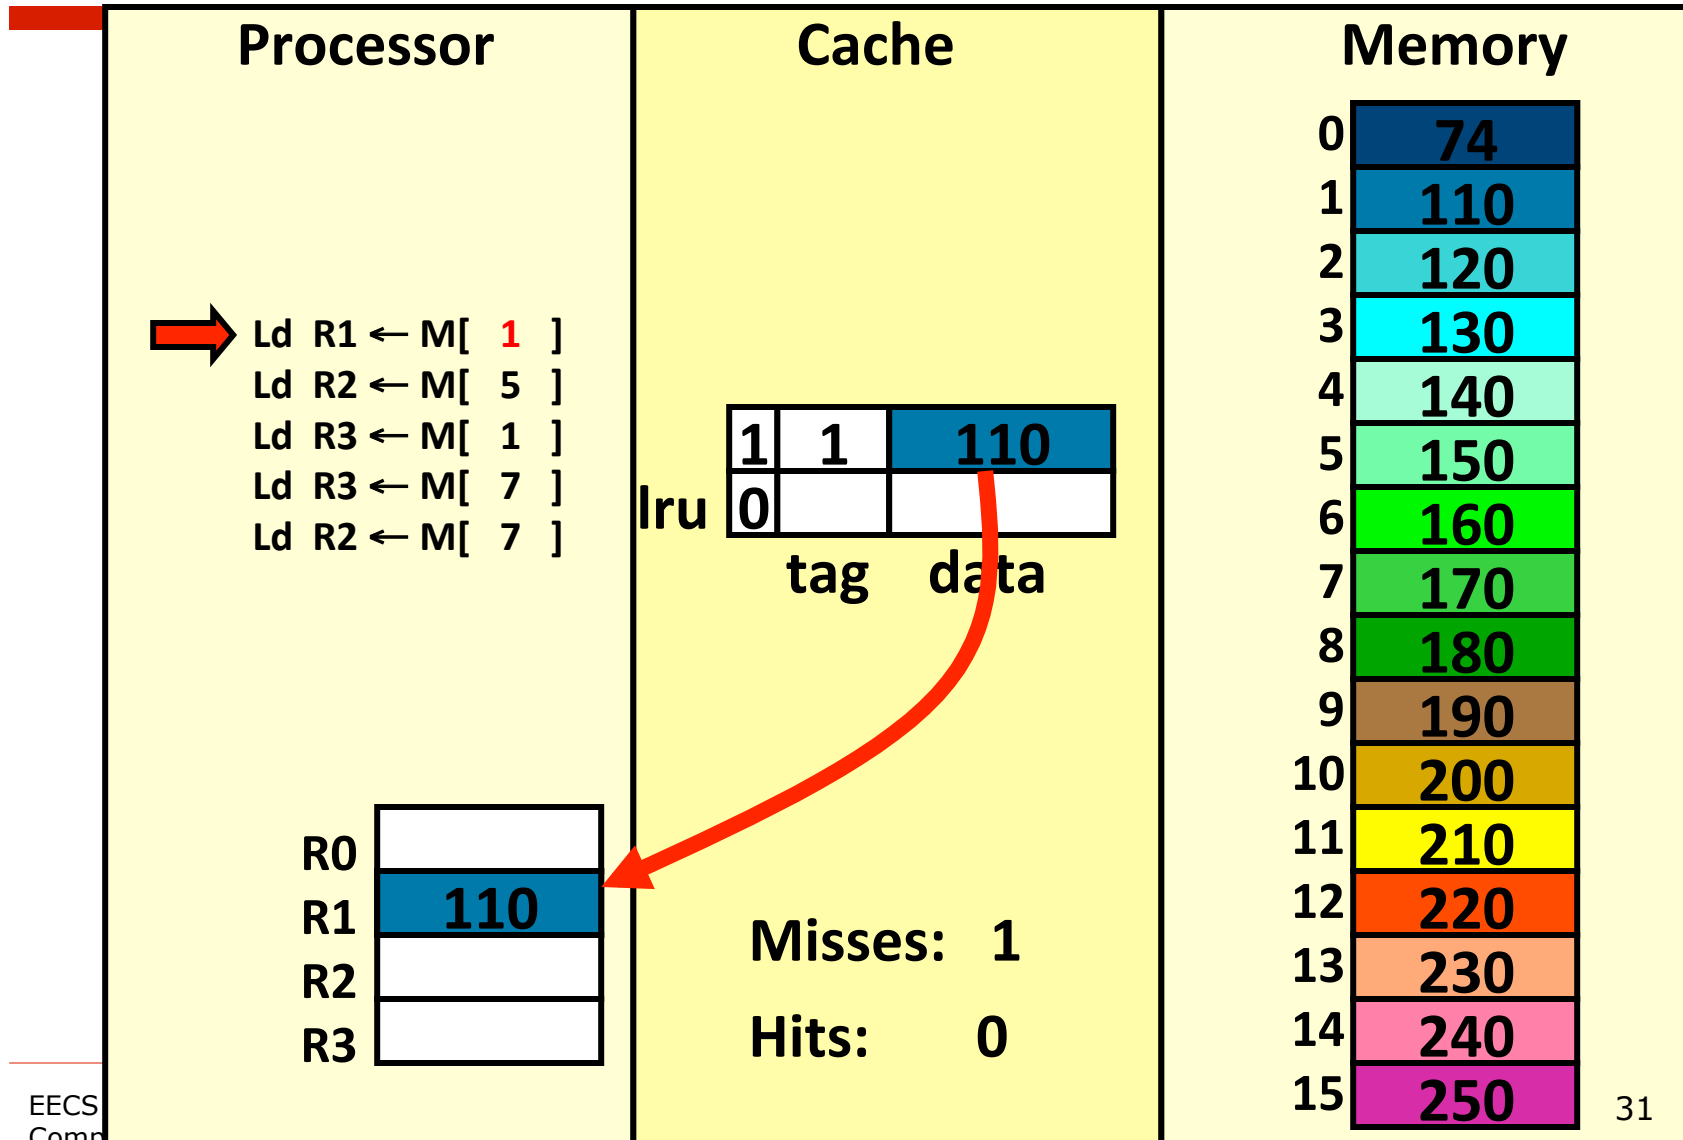 Processor
Ld R1 ← M[ 1 ]
Ld R2 ← M[ 5 ]
Ld R3 ← M[ 1 ]
Ld R3 ← M[ 7 ]
Ld R2 ← M[ 7 ]
R0
R1 110
R2
R3
Cache
1 1 110
lru 0
tag data
Misses: 1
Hits: 0
Memory
0 74
1 110
2 120
3 130
4 140
5 150
6 160
7 170
8 180
9 190
10 200
11 210
12 220
13 230
14 240
15 250
EECS
31